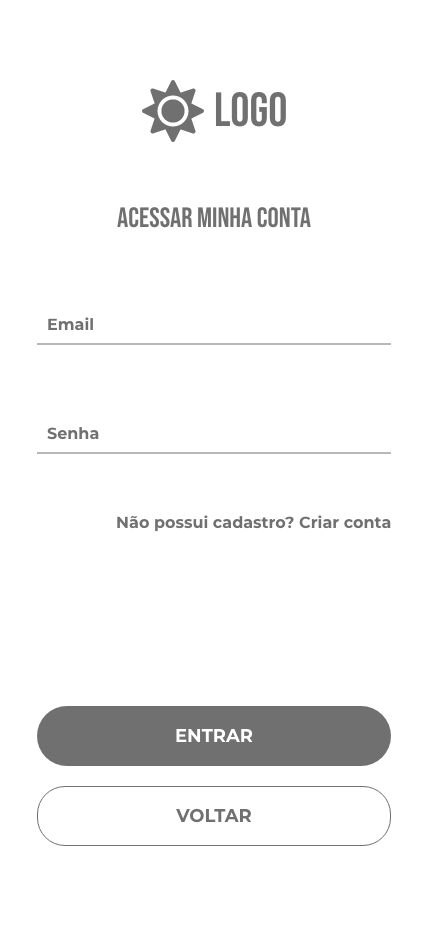 LOGO
ACESSAR MINHA CONTA
Email
Senha
Não possui cadastro? Criar conta
ENTRAR
VOLTAR